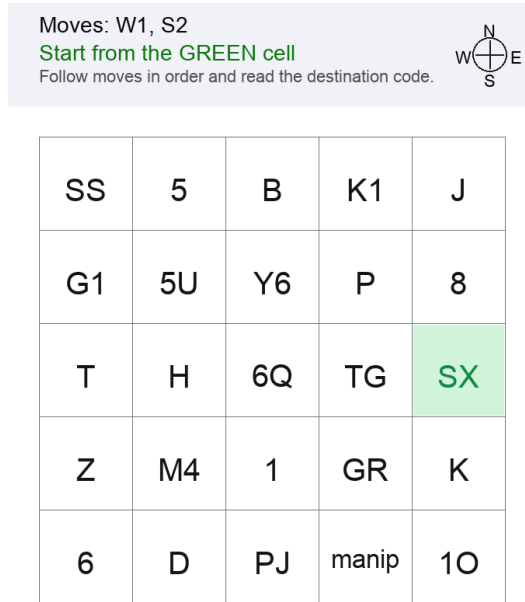 Moves: W1, S2
Start from the GREEN cell
Follow moves in order and read the destination code.
N
W E
S
SS 5 B K1 J
G1 5U Y6 P 8
T H 6Q TG SX
Z M4 1 GR K
6 D PJ manip 1O